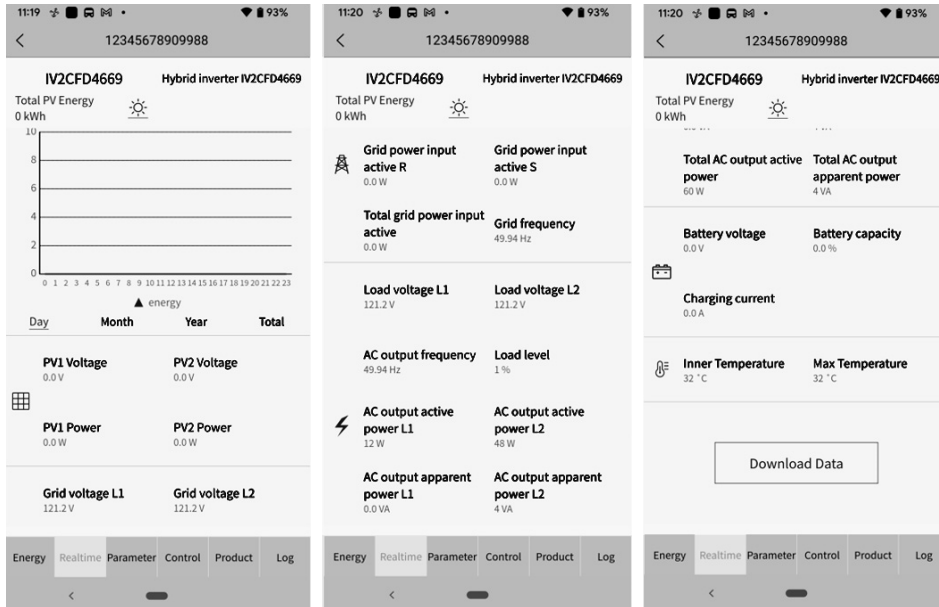 11:19 93%
12345678909988
IV2CFD4669 Hybrid inverter IV2CFD4669
Total PV Energy
0 kWh
10
8
6
4
2
0
0 1 2 3 4 5 6 7 8 9 10 11 12 13 14 15 16 17 18 19 20 21 22 23
energy
Day Month Year Total
PV1 Voltage PV2 Voltage
0.0 V 0.0 V
PV1 Power PV2 Power
0.0 W 0.0 W
Grid voltage L1 Grid voltage L2
121.2 V 121.2 V
Energy Realtime Parameter Control Product Log
11:20 93%
12345678909988
IV2CFD4669 Hybrid inverter IV2CFD4669
Total PV Energy
0 kWh
Grid power input Grid power input
active R active S
0.0 W 0.0 W
Total grid power input Grid frequency
active 49.94 Hz
0.0 W
Load voltage L1 Load voltage L2
121.2 V 121.2 V
AC output frequency Load level
49.94 Hz 1 %
AC output active AC output active
power L1 power L2
12 W 48 W
AC output apparent AC output apparent
power L1 power L2
0.0 VA 4 VA
Energy Realtime Parameter Control Product Log
11:20 93%
12345678909988
IV2CFD4669 Hybrid inverter IV2CFD4669
Total PV Energy
0 kWh
Total AC output active Total AC output
power apparent power
60 W 4 VA
Battery voltage Battery capacity
0.0 V 0.0 %
Charging current
0.0 A
Inner Temperature Max Temperature
32 °C 32 °C
Download Data
Energy Realtime Parameter Control Product Log